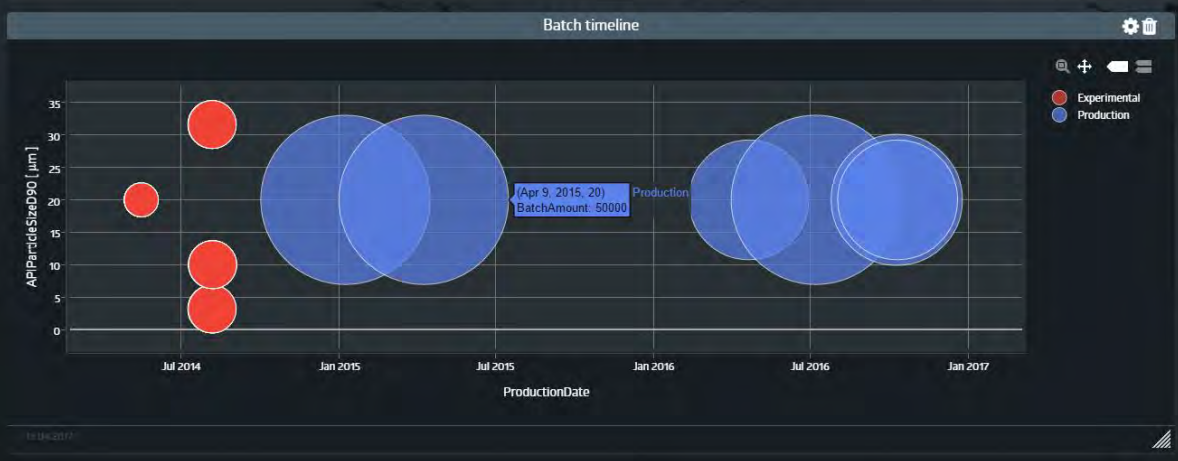 Batch timeline
Experimental
Production
35
30
25
20
15
10
5
0
APIParticleSizeD90 [ µm ]
(Apr 9, 2015, 20)
BatchAmount: 50000
Production
Jul 2014
Jan 2015
Jul 2015
Jan 2016
Jul 2016
Jan 2017
ProductionDate